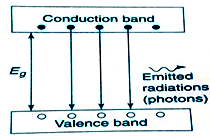 Conduction band
Eg
Emitted
radiations
(photons)
Valence band